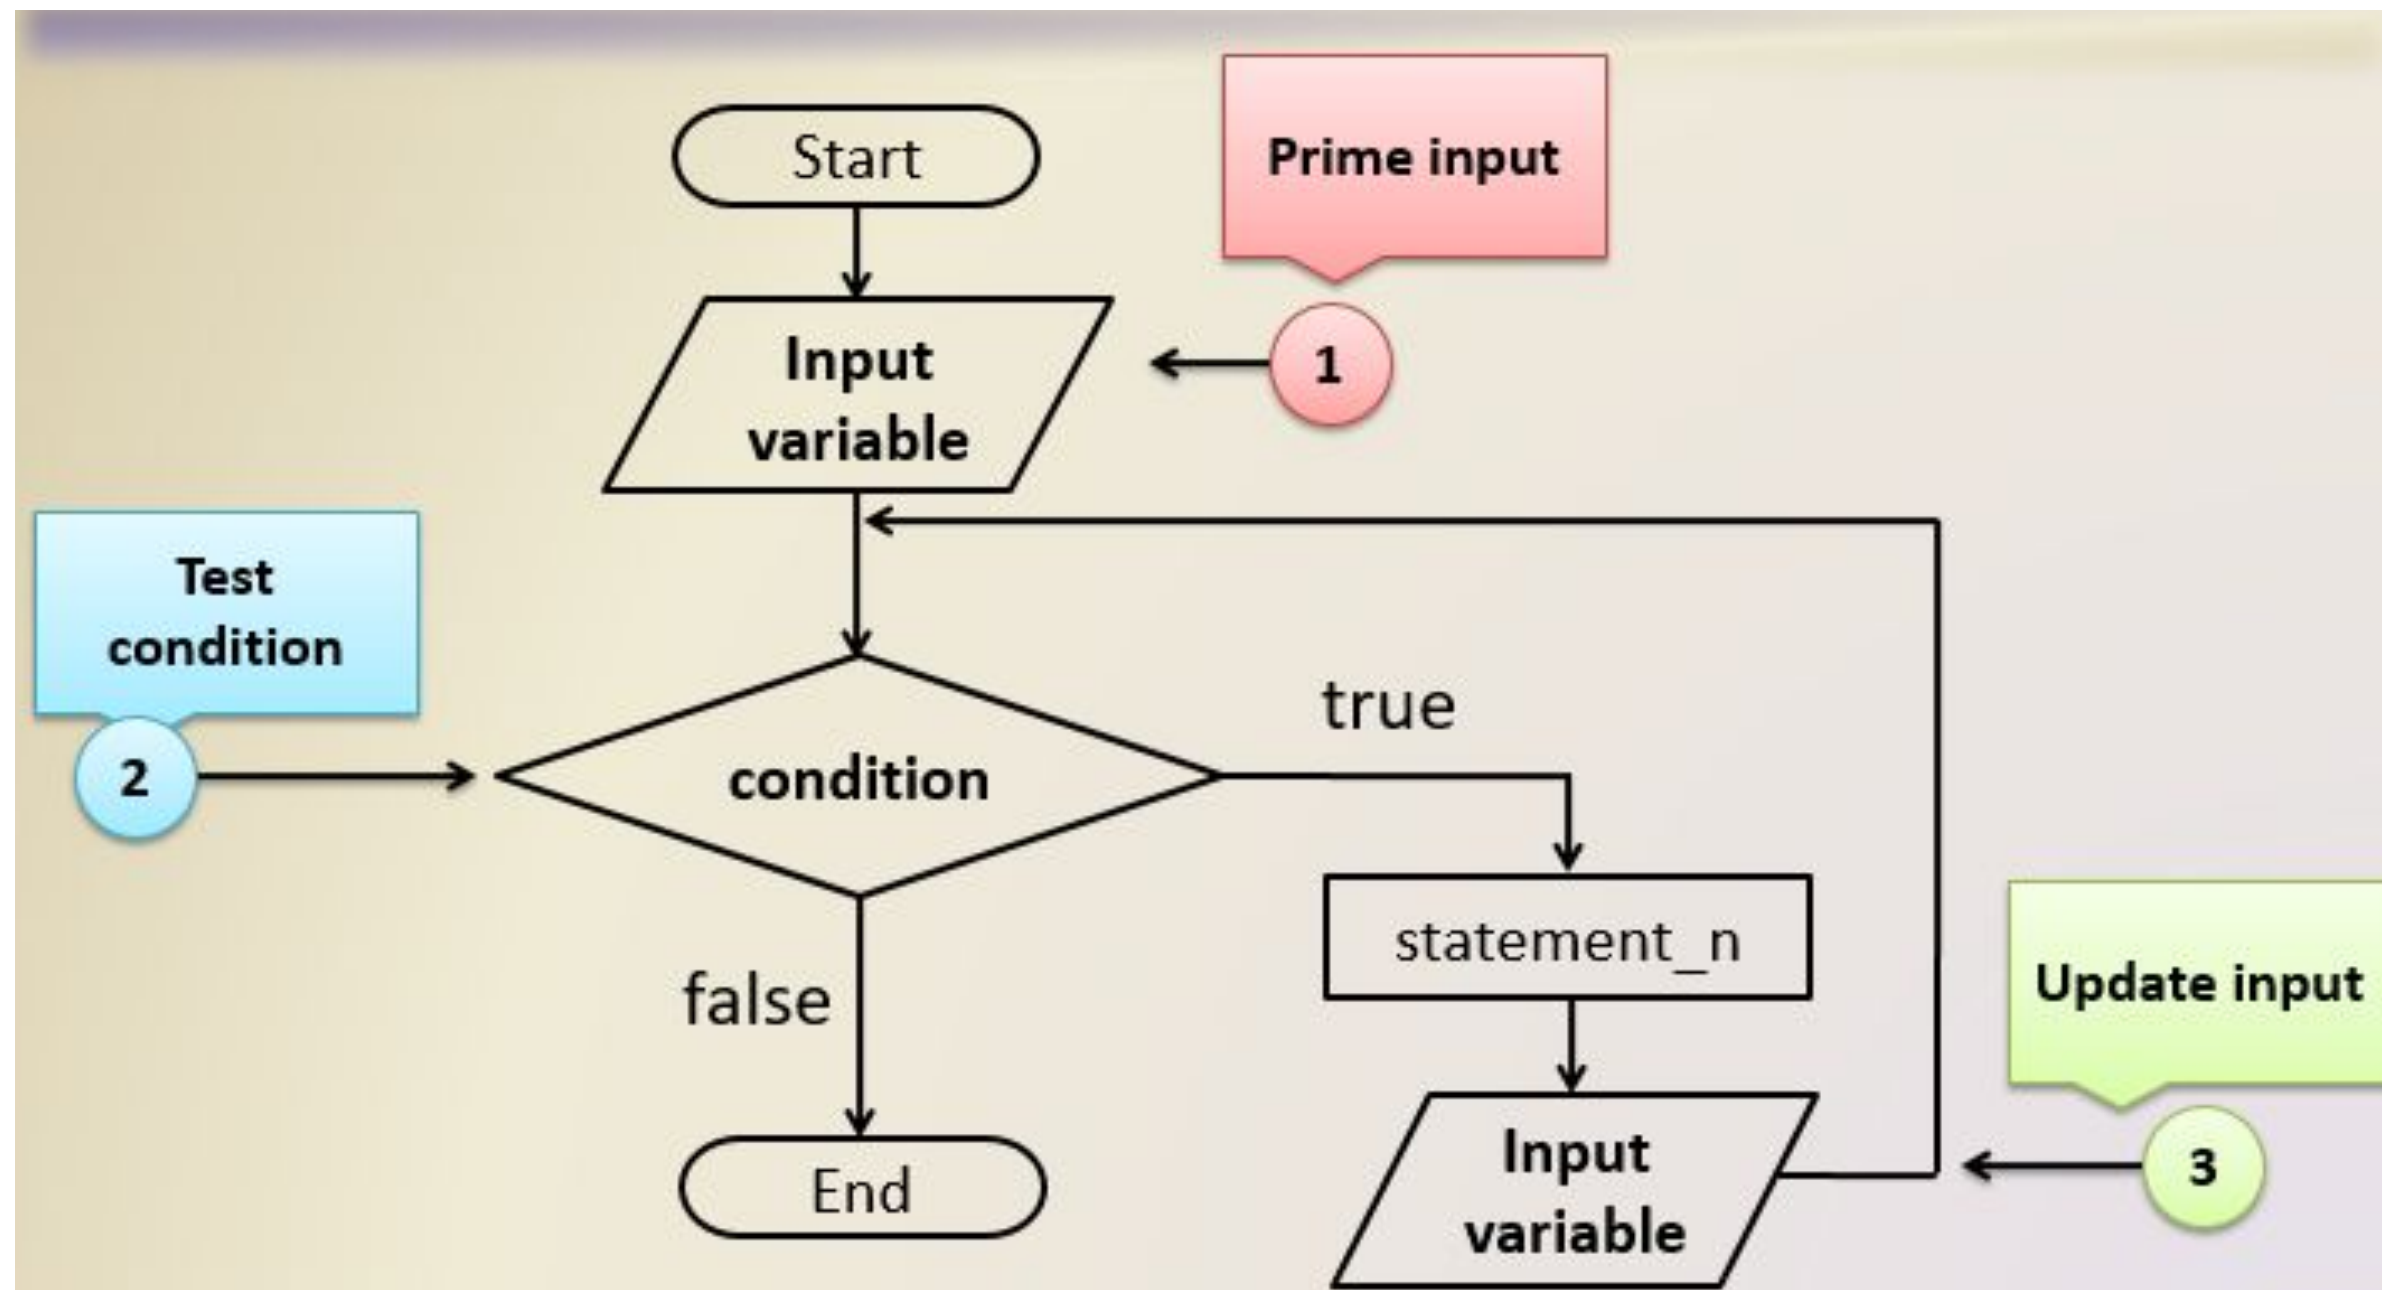 Start
Prime input
Input
variable
1
Test
condition
2
condition
true
false
statement_n
Update input
Input
variable
3
End